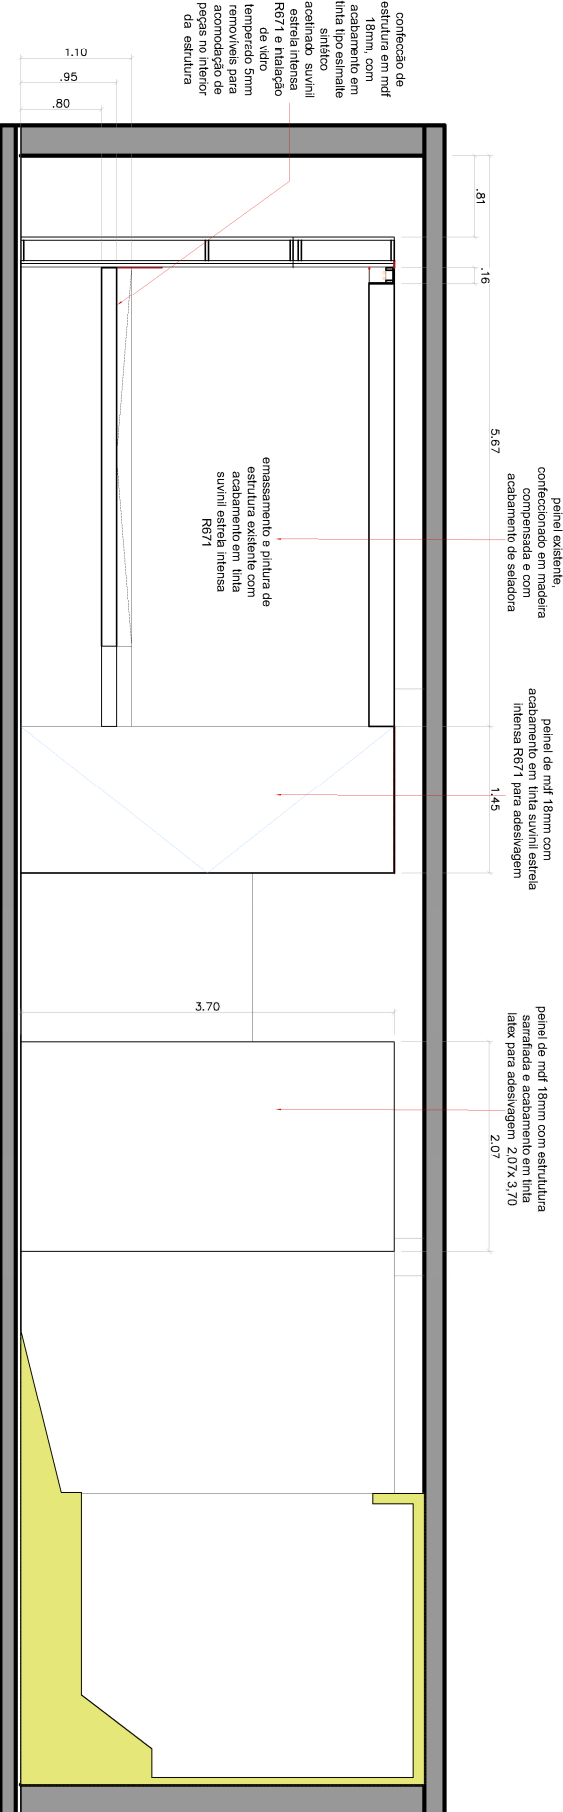 confecção de
estrutura em mdf
18mm, com
acabamento em
tinta tipo eslmalte
sintético
acetinado suvinil
estrela intensa
R671 e intalação
de vidro
temperado 5mm
removíveis para
acomodação de
peças no interior
da estrutura
1.10
.95
.80
.81
.16
5.67
peinel existente,
confeccionado em madeira
compensada e com
acabamento de seladora
emassamento e pintura de
estrutura existente com
acabamento em tinta
suvinil estrela intensa
R671
peinel de mdf 18mm com
acabamento em tinta suvinil estrela
intensa R671 para adesivagem
1.45
3.70
peinel de mdf 18mm com estrututura
sarrafiada e acabamento em tinta
latex para adesivagem 2,07x 3,70
2.07